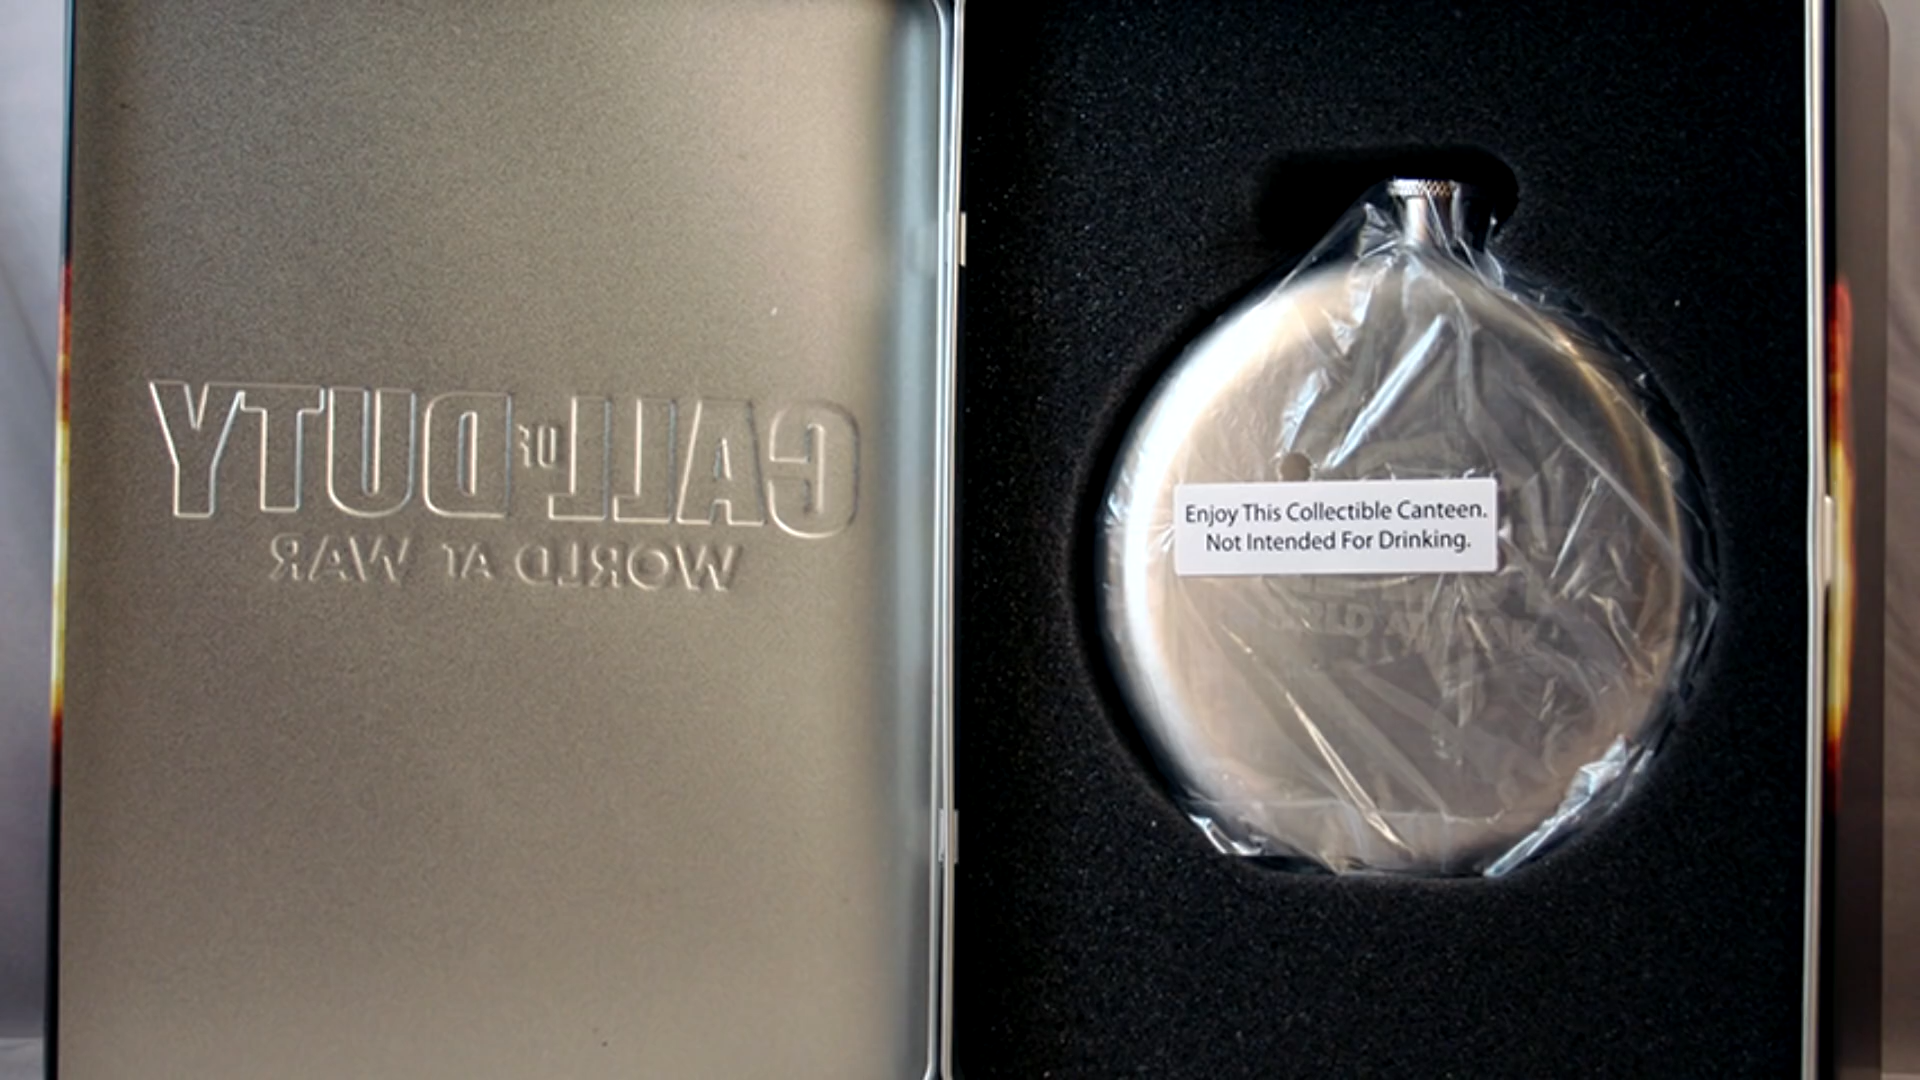 CALL OF DUTY
WORLD AT WAR
Enjoy This Collectible Canteen.
Not Intended For Drinking.